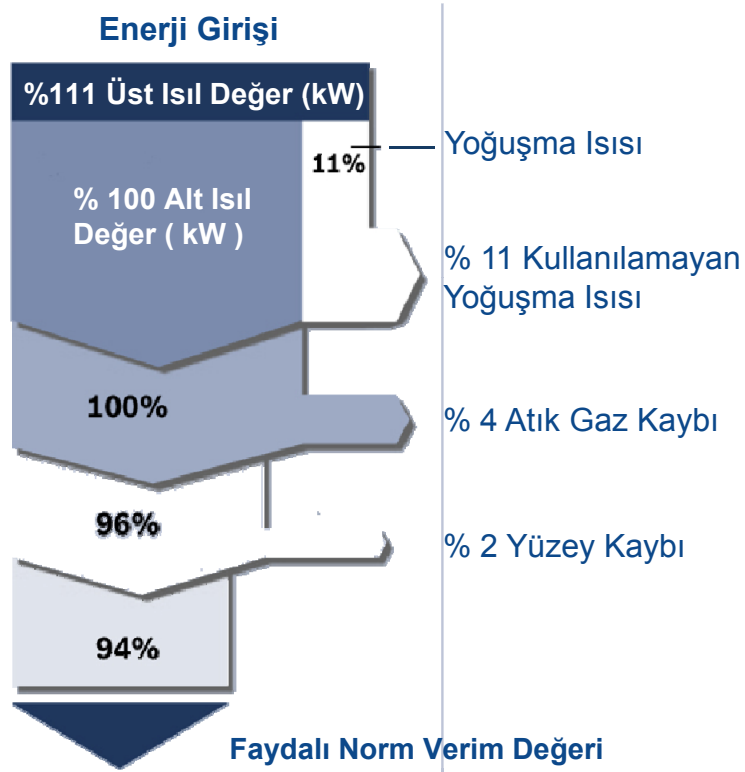 Enerji Girişi
%111 Üst Isıl Değer (kW)
11%
Yoğuşma Isısı
% 100 Alt Isıl
Değer ( kW )
% 11 Kullanılamayan
Yoğuşma Isısı
100%
% 4 Atık Gaz Kaybı
96%
% 2 Yüzey Kaybı
94%
Faydalı Norm Verim Değeri